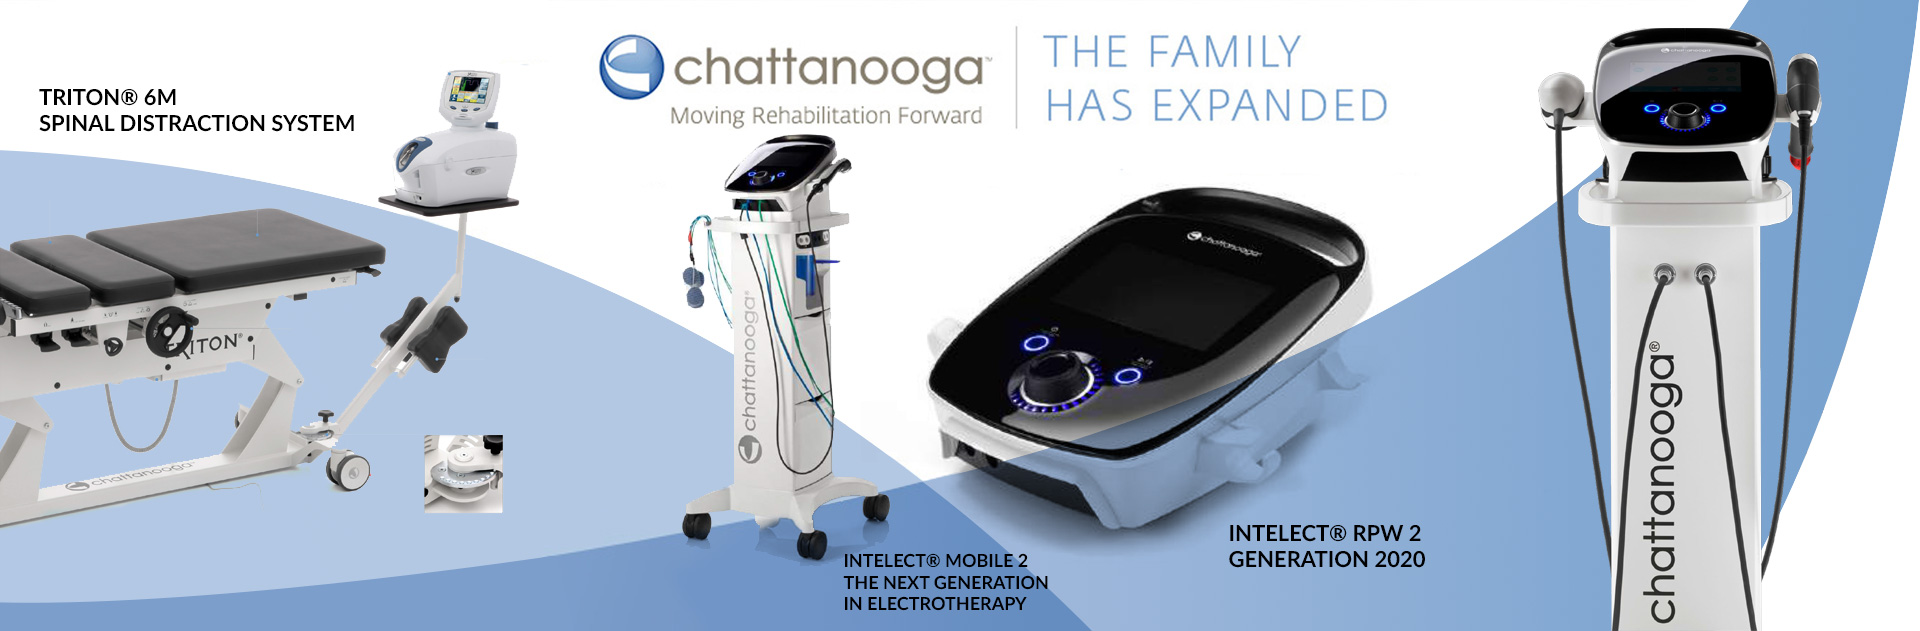 chattanooga™
Moving Rehabilitation Forward
THE FAMILY
HAS EXPANDED
TRITON® 6M
SPINAL DISTRACTION SYSTEM
TRITON®
chattanooga
chattanooga®
INTELECT® MOBILE 2
THE NEXT GENERATION
IN ELECTROTHERAPY
chattanooga
INTELECT® RPW 2
GENERATION 2020
chattanooga
chattanooga®